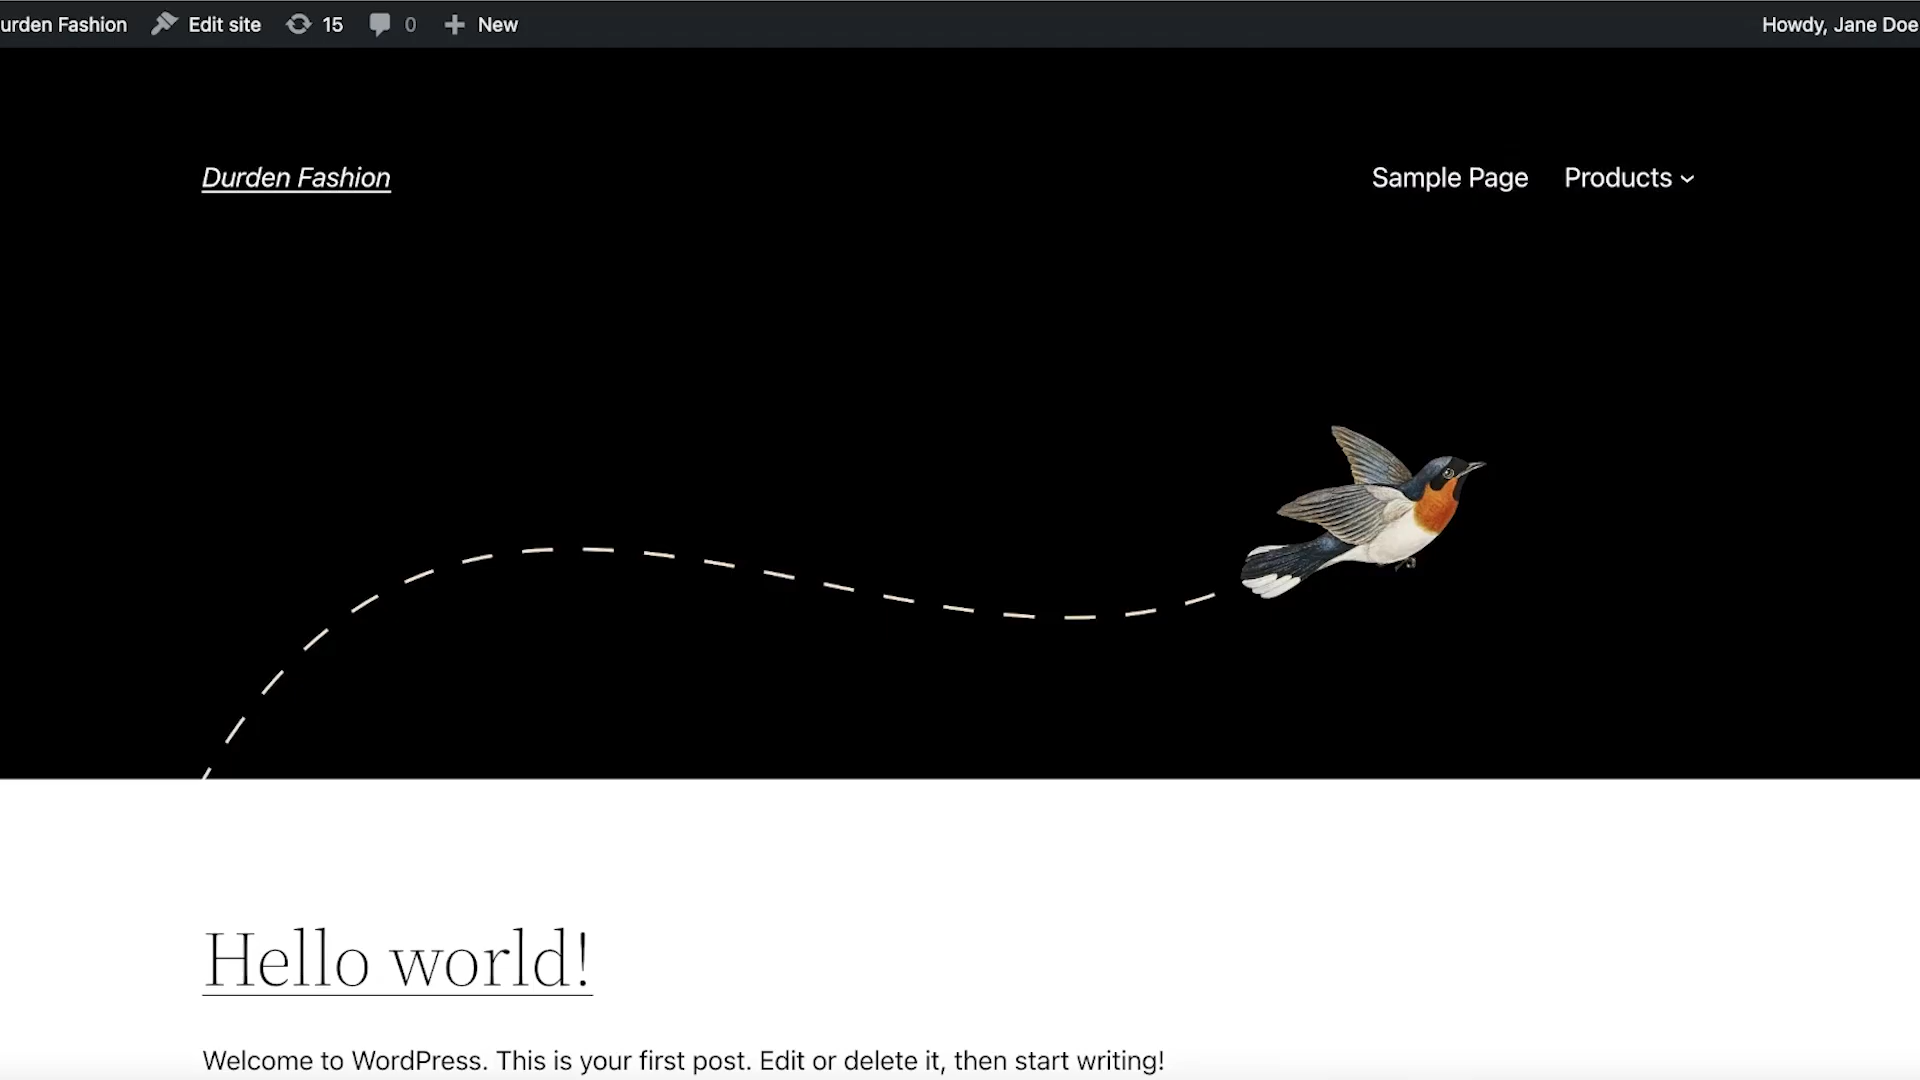 urden Fashion Edit site 15 0 New Howdy, Jane Doe
Durden Fashion Sample Page Products
Hello world!
Welcome to WordPress. This is your first post. Edit or delete it, then start writing!